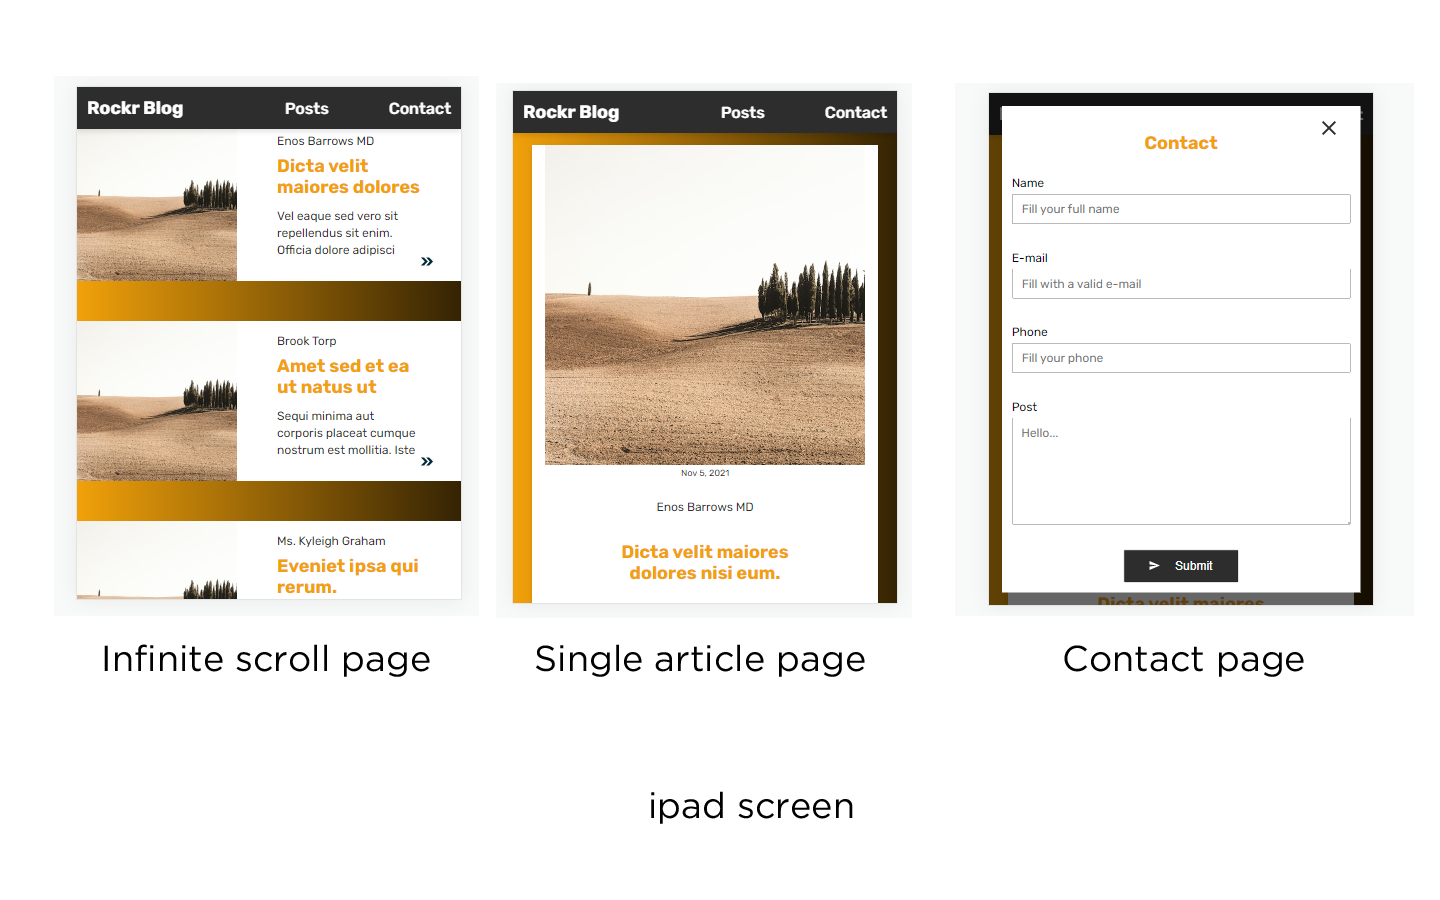 Rockr Blog Posts Contact
Enos Barrows MD
Dicta velit
maiores dolores
Vel eaque sed vero sit
repellendus sit enim.
Officia dolore adipisci
Brook Torp
Amet sed et ea
ut natus ut
Sequi minima aut
corporis placeat cumque
nostrum est mollitia. Iste
Ms. Kyleigh Graham
Eveniet ipsa qui
rerum.
Infinite scroll page
Rockr Blog Posts Contact
Nov 5, 2021
Enos Barrows MD
Dicta velit maiores
dolores nisi eum.
Single article page
Contact
Name
Fill your full name
E-mail
Fill with a valid e-mail
Phone
Fill your phone
Post
Hello...
Submit
Dicta velit maiores
Contact page
ipad screen